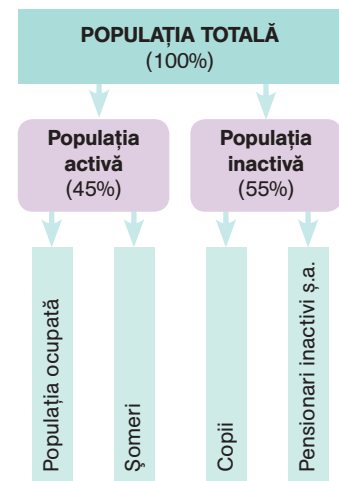 POPULAȚIA TOTALĂ
(100%)
Populația
activă
(45%)
Populația
inactivă
(55%)
Populația ocupată
Șomeri
Copii
Pensionari inactivi ș.a.